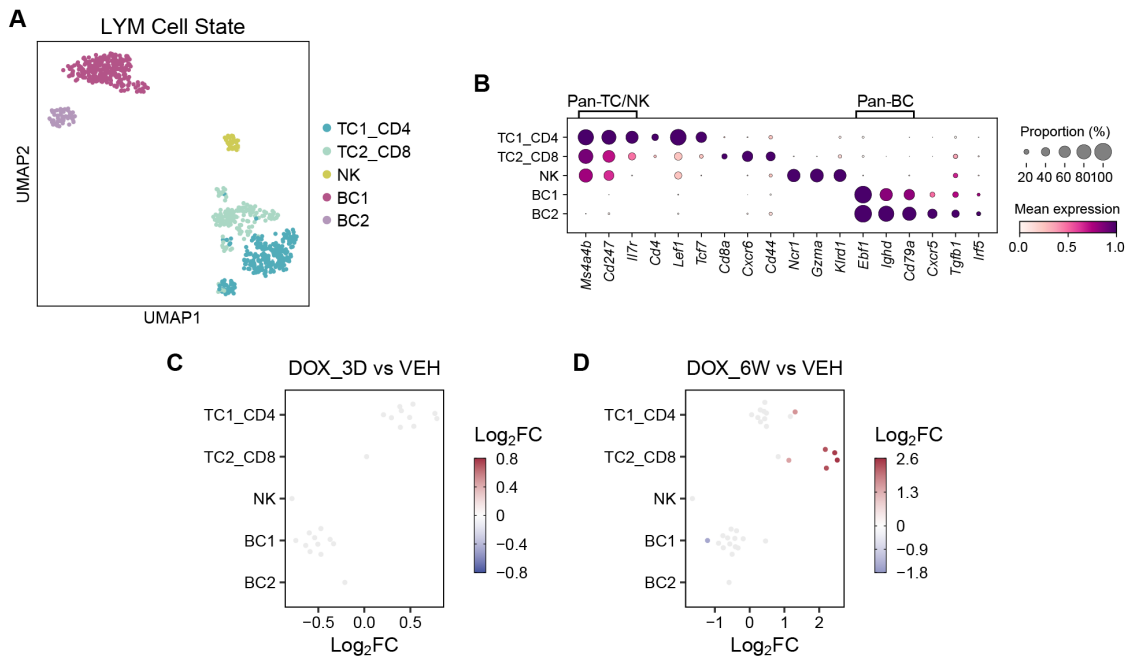 A
LYM Cell State
UMAP2
UMAP1
TC1_CD4
TC2_CD8
NK
BC1
BC2
B
Pan-TC/NK
Pan-BC
TC1_CD4
TC2_CD8
NK
BC1
BC2
Ms4a4b
Cd247
Il7r
Cd4
Lef1
Tcf7
Cd8a
Cxcr6
Cd44
Ncr1
Gzma
Klrd1
Ebf1
Ighd
Cd79a
Cxcr5
Tgfb1
Irf5
Proportion (%)
20 40 60 80 100
Mean expression
0.0 0.5 1.0
C
DOX_3D vs VEH
TC1_CD4
TC2_CD8
NK
BC1
BC2
−0.5 0.0 0.5
Log2FC
Log2FC
0.8
0.4
0
−0.4
−0.8
D
DOX_6W vs VEH
TC1_CD4
TC2_CD8
NK
BC1
BC2
−1 0 1 2
Log2FC
Log2FC
2.6
1.3
0
−0.9
−1.8